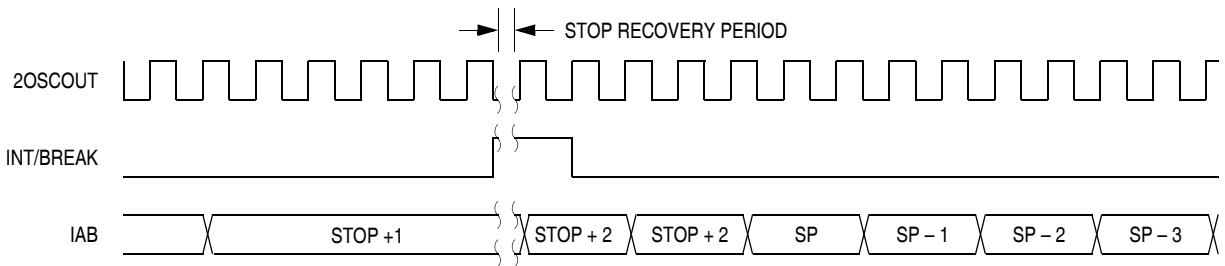 STOP RECOVERY PERIOD
2OSCOUT
INT/BREAK
IAB STOP +1 STOP + 2 STOP + 2 SP SP – 1 SP – 2 SP – 3